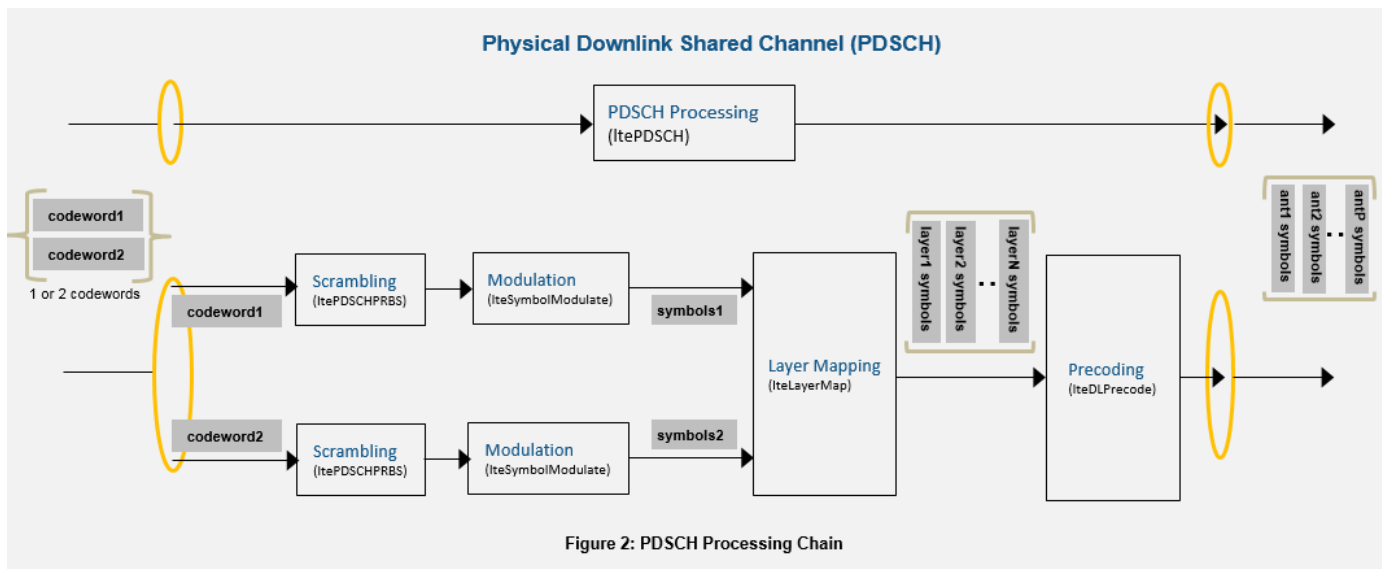 Physical Downlink Shared Channel (PDSCH)
PDSCH Processing
(ltePDSCH)
codeword1
codeword2
1 or 2 codewords
codeword1
Scrambling
(ltePDSCHPRBS)
Modulation
(lteSymbolModulate)
symbols1
codeword2
Scrambling
(ltePDSCHPRBS)
Modulation
(lteSymbolModulate)
symbols2
Layer Mapping
(lteLayerMap)
layer1 symbols
layer2 symbols
..
layerN symbols
Precoding
(lteDLPrecode)
ant1 symbols
ant2 symbols
..
antP symbols
Figure 2: PDSCH Processing Chain